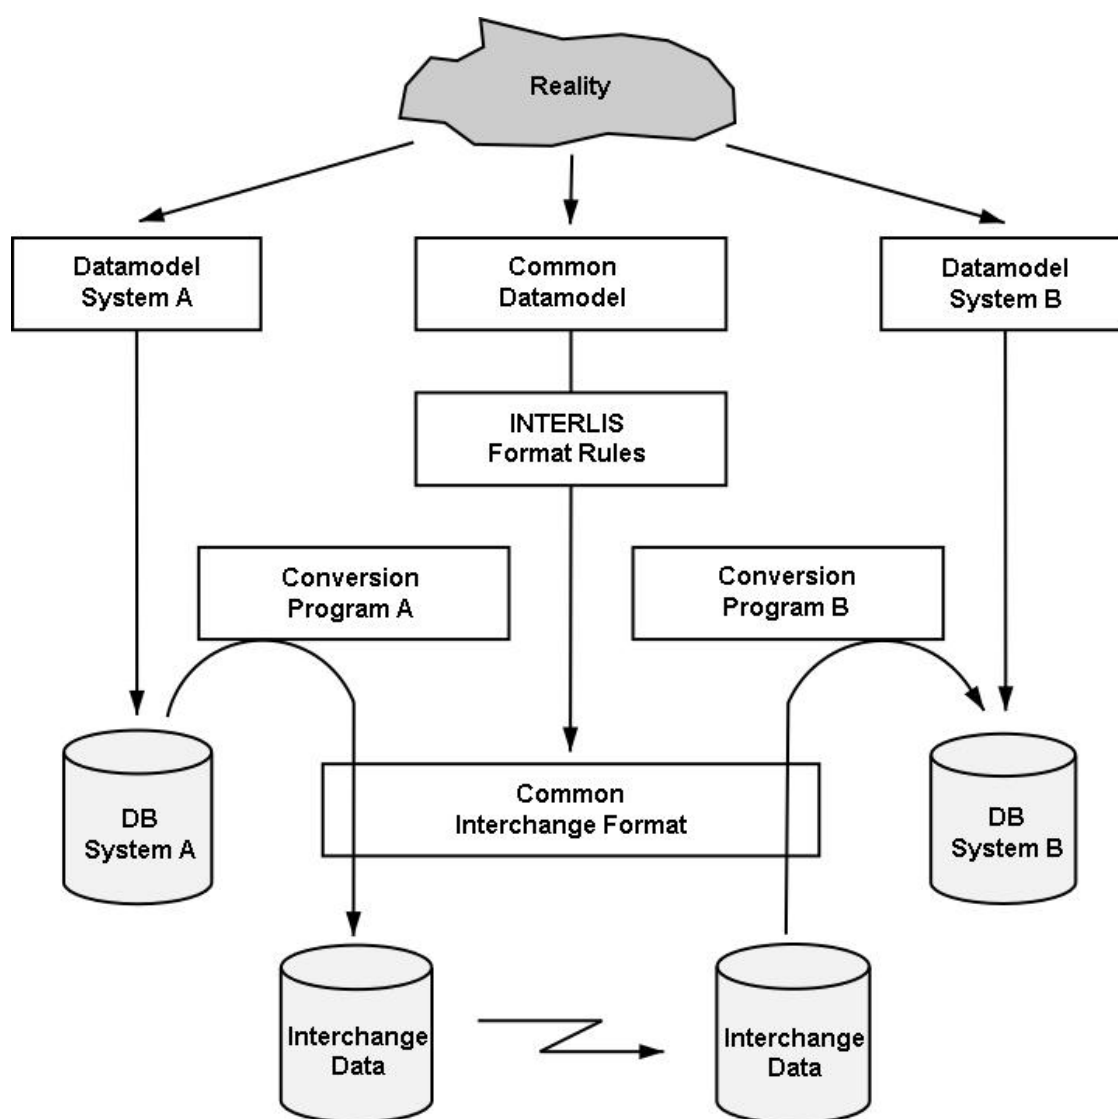 Reality
Datamodel
System A
Common
Datamodel
Datamodel
System B
INTERLIS
Format Rules
Conversion
Program A
Conversion
Program B
DB
System A
Common
Interchange Format
DB
System B
Interchange
Data
Interchange
Data